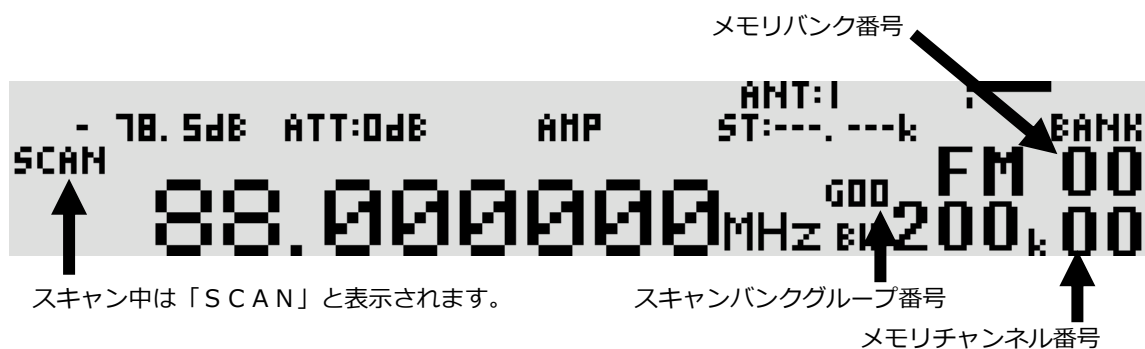 メモリバンク番号
ANT:1
- 78.5dB ATT:0dB AMP ST:---.---k BANK
SCAN
88.000000MHz G00 FM 00
BW 200k 00
スキャン中は「ＳＣＡＮ」と表示されます。
スキャンバンクグループ番号
メモリチャンネル番号